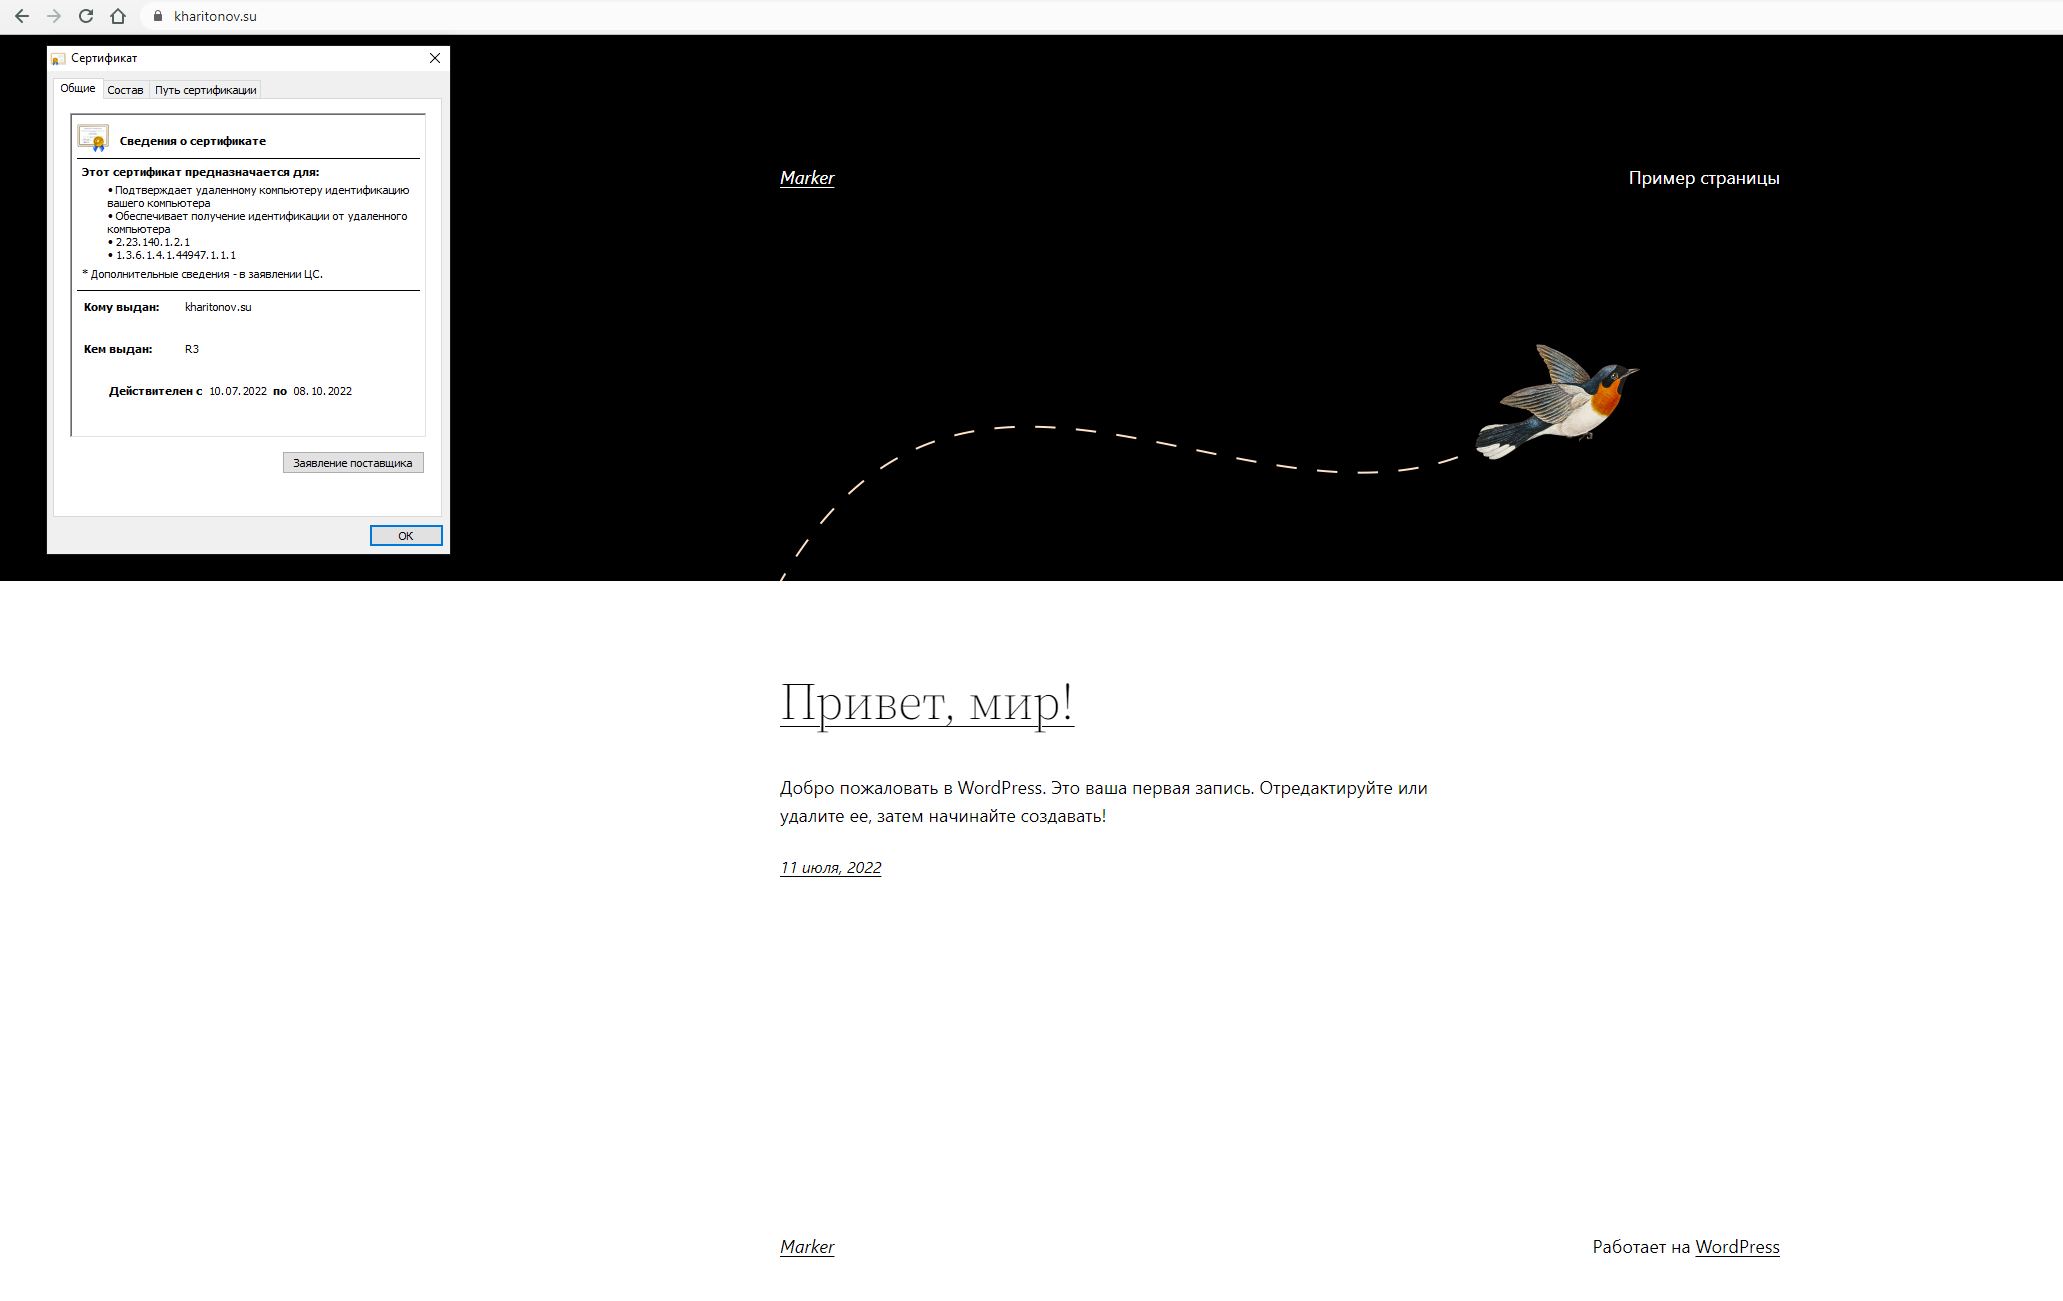 kharitonov.su
Сертификат
Общие
Состав
Путь сертификации
Сведения о сертификате
Этот сертификат предназначается для:
• Подтверждает удаленному компьютеру идентификацию
вашего компьютера
• Обеспечивает получение идентификации от удаленного
компьютера
• 2.23.140.1.2.1
• 1.3.6.1.4.1.44947.1.1.1
* Дополнительные сведения - в заявлении ЦС.
Кому выдан: kharitonov.su
Кем выдан: R3
Действителен с 10.07.2022 по 08.10.2022
Заявление поставщика
ОК
Marker
Пример страницы
Привет, мир!
Добро пожаловать в WordPress. Это ваша первая запись. Отредактируйте или
удалите ее, затем начинайте создавать!
11 июля, 2022
Marker
Работает на WordPress